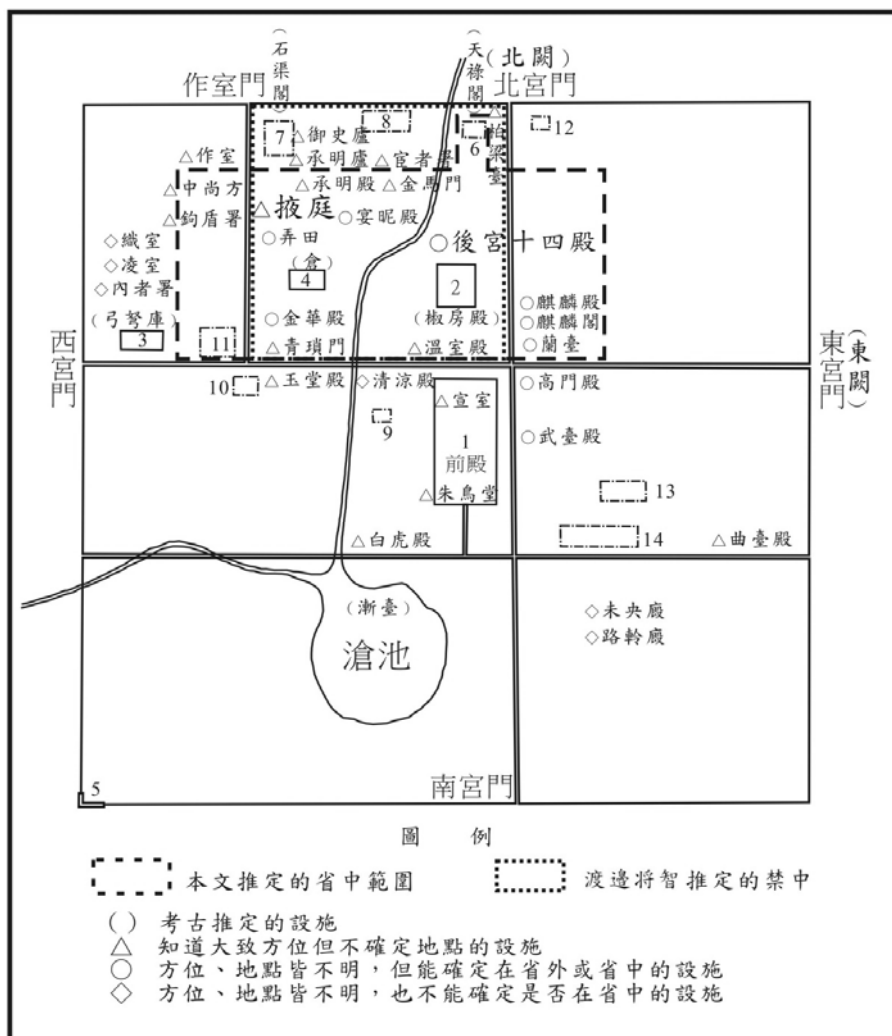 (石渠閣)
(天祿閣)
(北闕)
作室門
北宮門
8
7
△御史廬
6
△柏梁臺
12
△作室
△承明廬
△宦者署
△中尚方
△承明殿
△金馬門
△鉤盾署
△掖庭
○宴昵殿
◇織室
○弄田
○後宮十四殿
◇凌室
(倉)
4
2
◇內者署
○麒麟殿
(弓弩庫)
○金華殿
(椒房殿)
○麒麟閣
3
11
△青瑣門
△溫室殿
○蘭臺
西宮門
東宮門
(東闕)
10
△玉堂殿
◇清涼殿
○高門殿
△宣室
9
1
前殿
○武臺殿
13
△朱鳥堂
△白虎殿
14
△曲臺殿
(漸臺)
滄池
◇未央廄
◇路軨廄
5
南宮門
圖 例
本文推定的省中範圍
渡邉将智推定的禁中
( ) 考古推定的設施
△ 知道大致方位但不確定地點的設施
○ 方位、地點皆不明,但能確定在省外或省中的設施
◇ 方位、地點皆不明,也不能確定是否在省中的設施